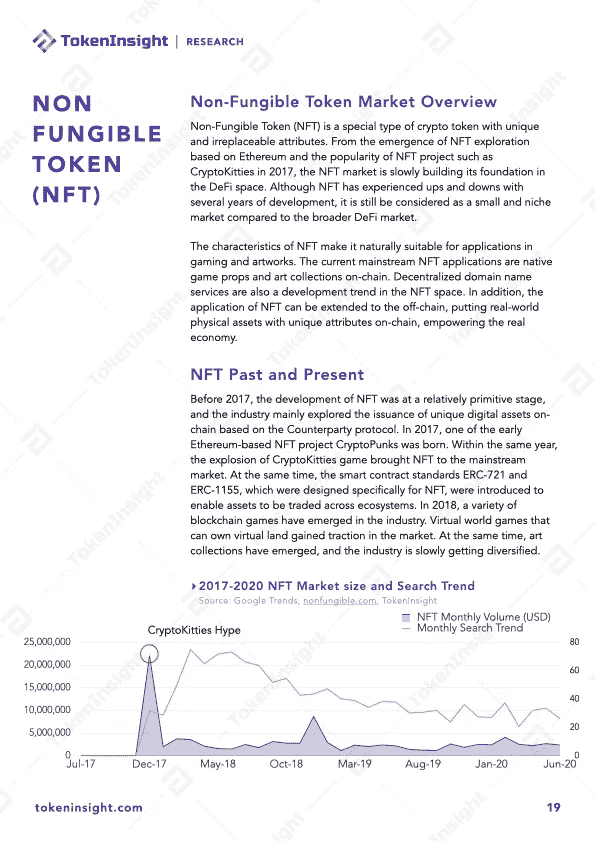 TokenInsight | RESEARCH
NON
FUNGIBLE
TOKEN
(NFT)
Non-Fungible Token Market Overview
Non-Fungible Token (NFT) is a special type of crypto token with unique
and irreplaceable attributes. From the emergence of NFT exploration
based on Ethereum and the popularity of NFT project such as
CryptoKitties in 2017, the NFT market is slowly building its foundation in
the DeFi space. Although NFT has experienced ups and downs with
several years of development, it is still be considered as a small and niche
market compared to the broader DeFi market.
The characteristics of NFT make it naturally suitable for applications in
gaming and artworks. The current mainstream NFT applications are native
game props and art collections on-chain. Decentralized domain name
services are also a development trend in the NFT space. In addition, the
application of NFT can be extended to the off-chain, putting real-world
physical assets with unique attributes on-chain, empowering the real
economy.
NFT Past and Present
Before 2017, the development of NFT was at a relatively primitive stage,
and the industry mainly explored the issuance of unique digital assets on-
chain based on the Counterparty protocol. In 2017, one of the early
Ethereum-based NFT project CryptoPunks was born. Within the same year,
the explosion of CryptoKitties game brought NFT to the mainstream
market. At the same time, the smart contract standards ERC-721 and
ERC-1155, which were designed specifically for NFT, were introduced to
enable assets to be traded across ecosystems. In 2018, a variety of
blockchain games have emerged in the industry. Virtual world games that
can own virtual land gained traction in the market. At the same time, art
collections have emerged, and the industry is slowly getting diversified.
2017-2020 NFT Market size and Search Trend
Source: Google Trends, nonfungible.com, TokenInsight
NFT Monthly Volume (USD)
Monthly Search Trend
CryptoKitties Hype
25,000,000
20,000,000
15,000,000
10,000,000
5,000,000
0
80
60
40
20
0
Jul-17 Dec-17 May-18 Oct-18 Mar-19 Aug-19 Jan-20 Jun-20
tokeninsight.com 19